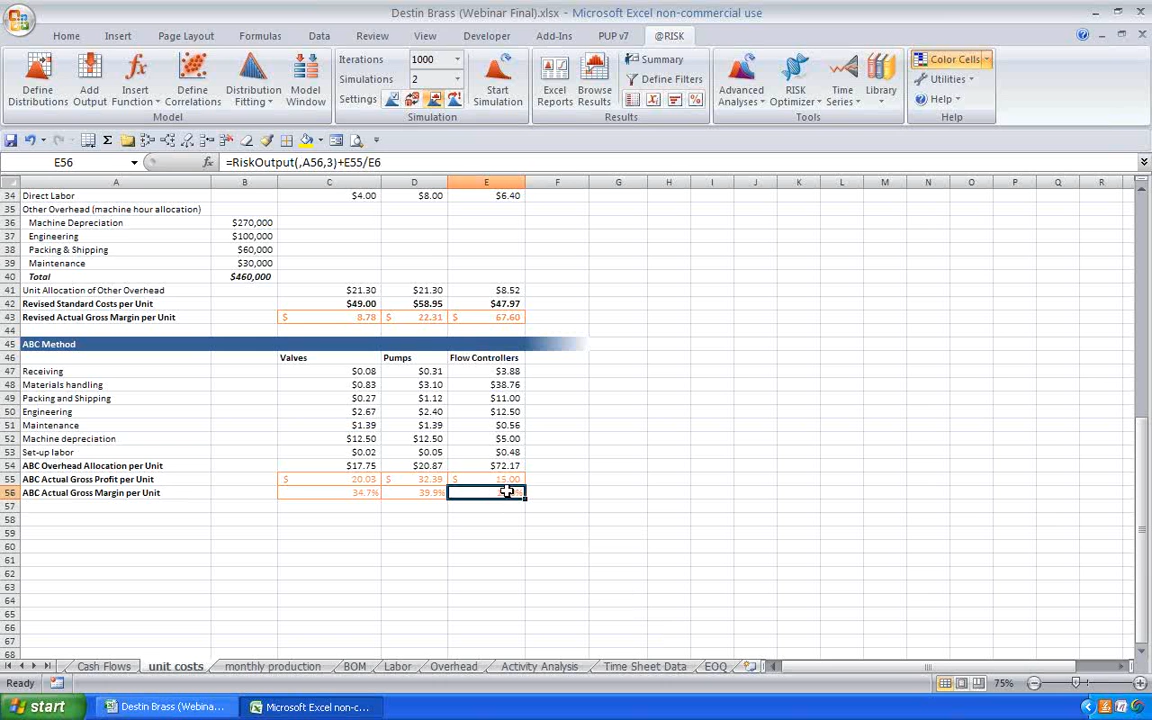 Destin Brass (Webinar Final).xlsx - Microsoft Excel non-commercial use
Home Insert Page Layout Formulas Data Review View Developer Add-Ins PUP v7 @RISK
Define Distributions
Add Output
Insert Function
Define Correlations
Distribution Fitting
Model Window
Model
Iterations 1000
Simulations 2
Settings
Start Simulation
Simulation
Excel Reports
Browse Results
Summary
Define Filters
Results
Advanced Analyses
RISK Optimizer
Time Series
Library
Tools
Color Cells
Utilities
Help
Help
E56 fx =RiskOutput(,A56,3)+E55/E6
A B C D E F G H I J K L M N O P Q R
34 Direct Labor $4.00 $8.00 $6.40
35 Other Overhead (machine hour allocation)
36 Machine Depreciation $270,000
37 Engineering $100,000
38 Packing & Shipping $60,000
39 Maintenance $30,000
40 Total $460,000
41 Unit Allocation of Other Overhead $21.30 $21.30 $8.52
42 Revised Standard Costs per Unit $49.00 $58.95 $47.97
43 Revised Actual Gross Margin per Unit $ 8.78 $ 22.31 $ 67.60
44
45 ABC Method
46 Valves Pumps Flow Controllers
47 Receiving $0.08 $0.31 $3.88
48 Materials handling $0.83 $3.10 $38.76
49 Packing and Shipping $0.27 $1.12 $11.00
50 Engineering $2.67 $2.40 $12.50
51 Maintenance $1.39 $1.39 $0.56
52 Machine depreciation $12.50 $12.50 $5.00
53 Set-up labor $0.02 $0.05 $0.48
54 ABC Overhead Allocation per Unit $17.75 $20.87 $72.17
55 ABC Actual Gross Profit per Unit $ 20.03 $ 32.39 $ 15.00
56 ABC Actual Gross Margin per Unit 34.7% 39.9%
57
58
59
60
61
62
63
64
65
66
67
68
Cash Flows unit costs monthly production BOM Labor Overhead Activity Analysis Time Sheet Data EOQ
Ready 75%
start Destin Brass (Webina... Microsoft Excel non-c...